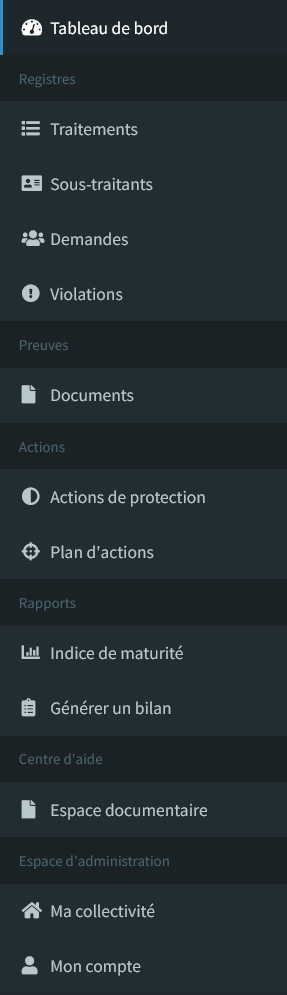 Tableau de bord
Registres
Traitements
Sous-traitants
Demandes
Violations
Preuves
Documents
Actions
Actions de protection
Plan d'actions
Rapports
Indice de maturité
Générer un bilan
Centre d'aide
Espace documentaire
Espace d'administration
Ma collectivité
Mon compte